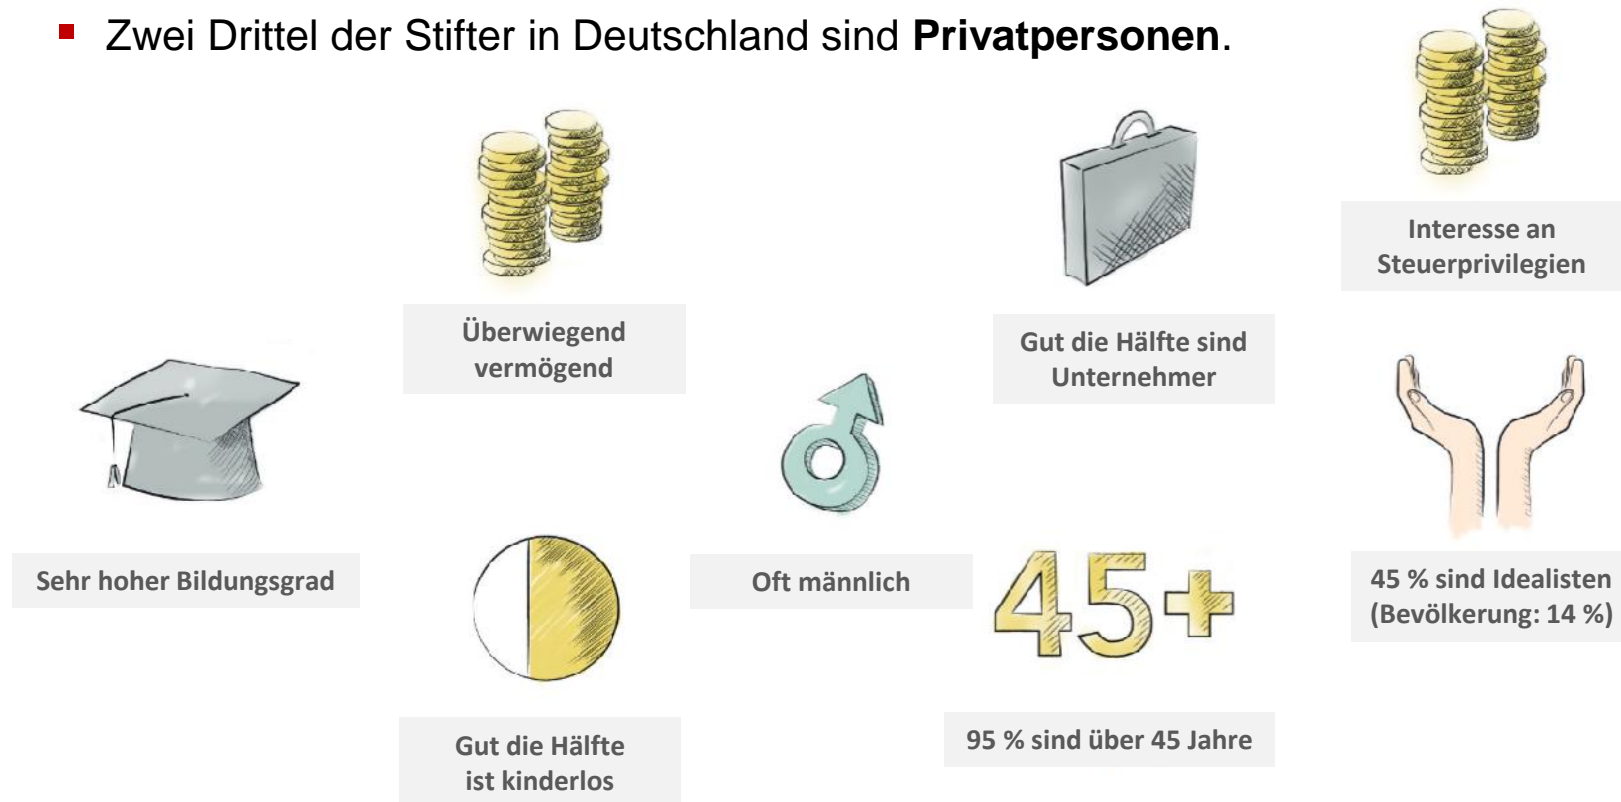 Zwei Drittel der Stifter in Deutschland sind Privatpersonen.
Interesse an
Steuerprivilegien
Überwiegend
vermögend
Gut die Hälfte sind
Unternehmer
Sehr hoher Bildungsgrad
Oft männlich
45+
45 % sind Idealisten
(Bevölkerung: 14 %)
Gut die Hälfte
ist kinderlos
95 % sind über 45 Jahre